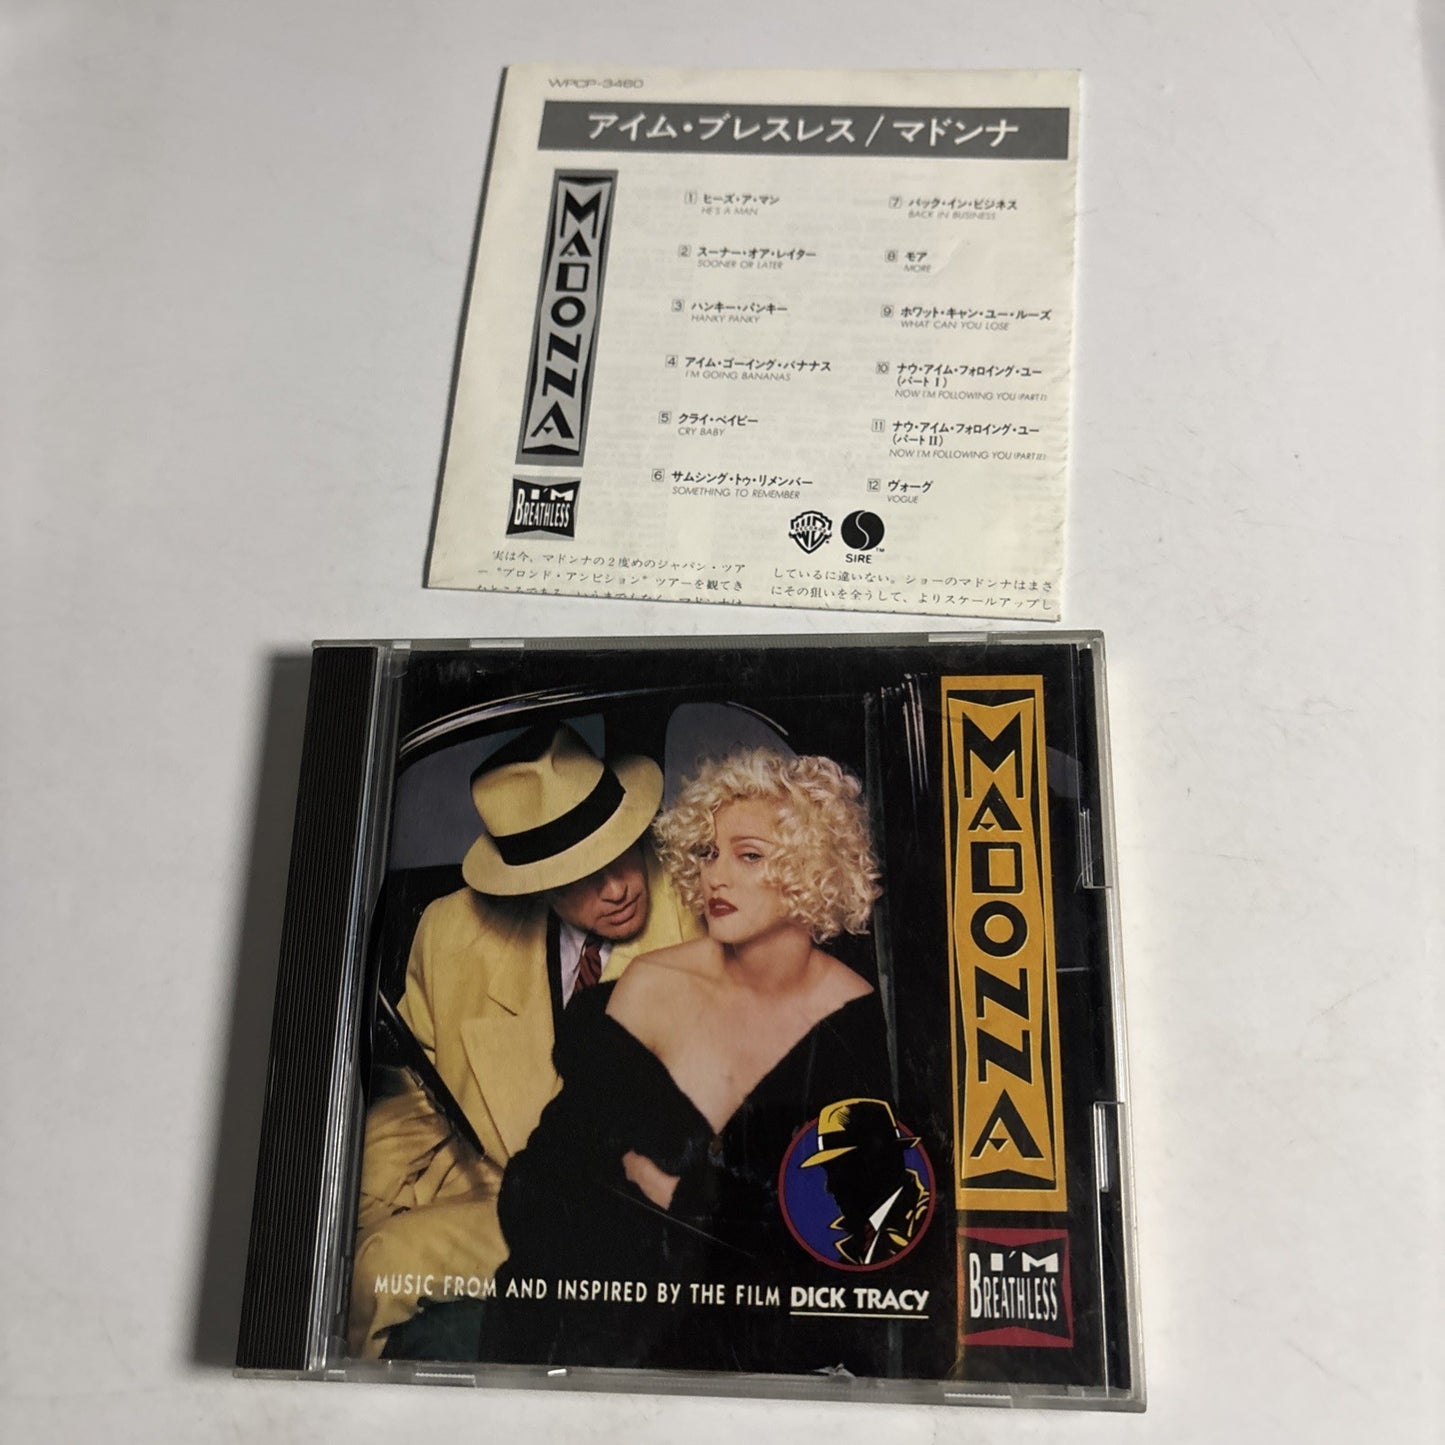 WPCP-3460
アイム・ブレスレス / マドンナ
MADONNA
I'M
BREATHLESS
1 ヒーズ・ア・マン
HE'S A MAN
2 スーナー・オア・レイター
SOONER OR LATER
3 ハンキー・パンキー
HANKY PANKY
4 アイム・ゴーイング・バナナス
I'M GOING BANANAS
5 クライ・ベイビー
CRY BABY
6 サムシング・トゥ・リメンバー
SOMETHING TO REMEMBER
7 バック・イン・ビジネス
BACK IN BUSINESS
8 モア
MORE
9 ホワット・キャン・ユー・ルーズ
WHAT CAN YOU LOSE
10 ナウ・アイム・フォロイング・ユー
(パート I)
NOW I'M FOLLOWING YOU (PART I)
11 ナウ・アイム・フォロイング・ユー
(パート II)
NOW I'M FOLLOWING YOU (PART II)
12 ヴォーグ
VOGUE
RECORDS
SIRE™
実は今、マドンナの2度めのジャパン・ツア
ー“ブロンド・アンビション”ツアーを観てき
しているに違いない。ショーのマドンナはまさ
にその狙いを全うして、よりスケールアップし
MADONNA
I'M
BREATHLESS
MUSIC FROM AND INSPIRED BY THE FILM DICK TRACY